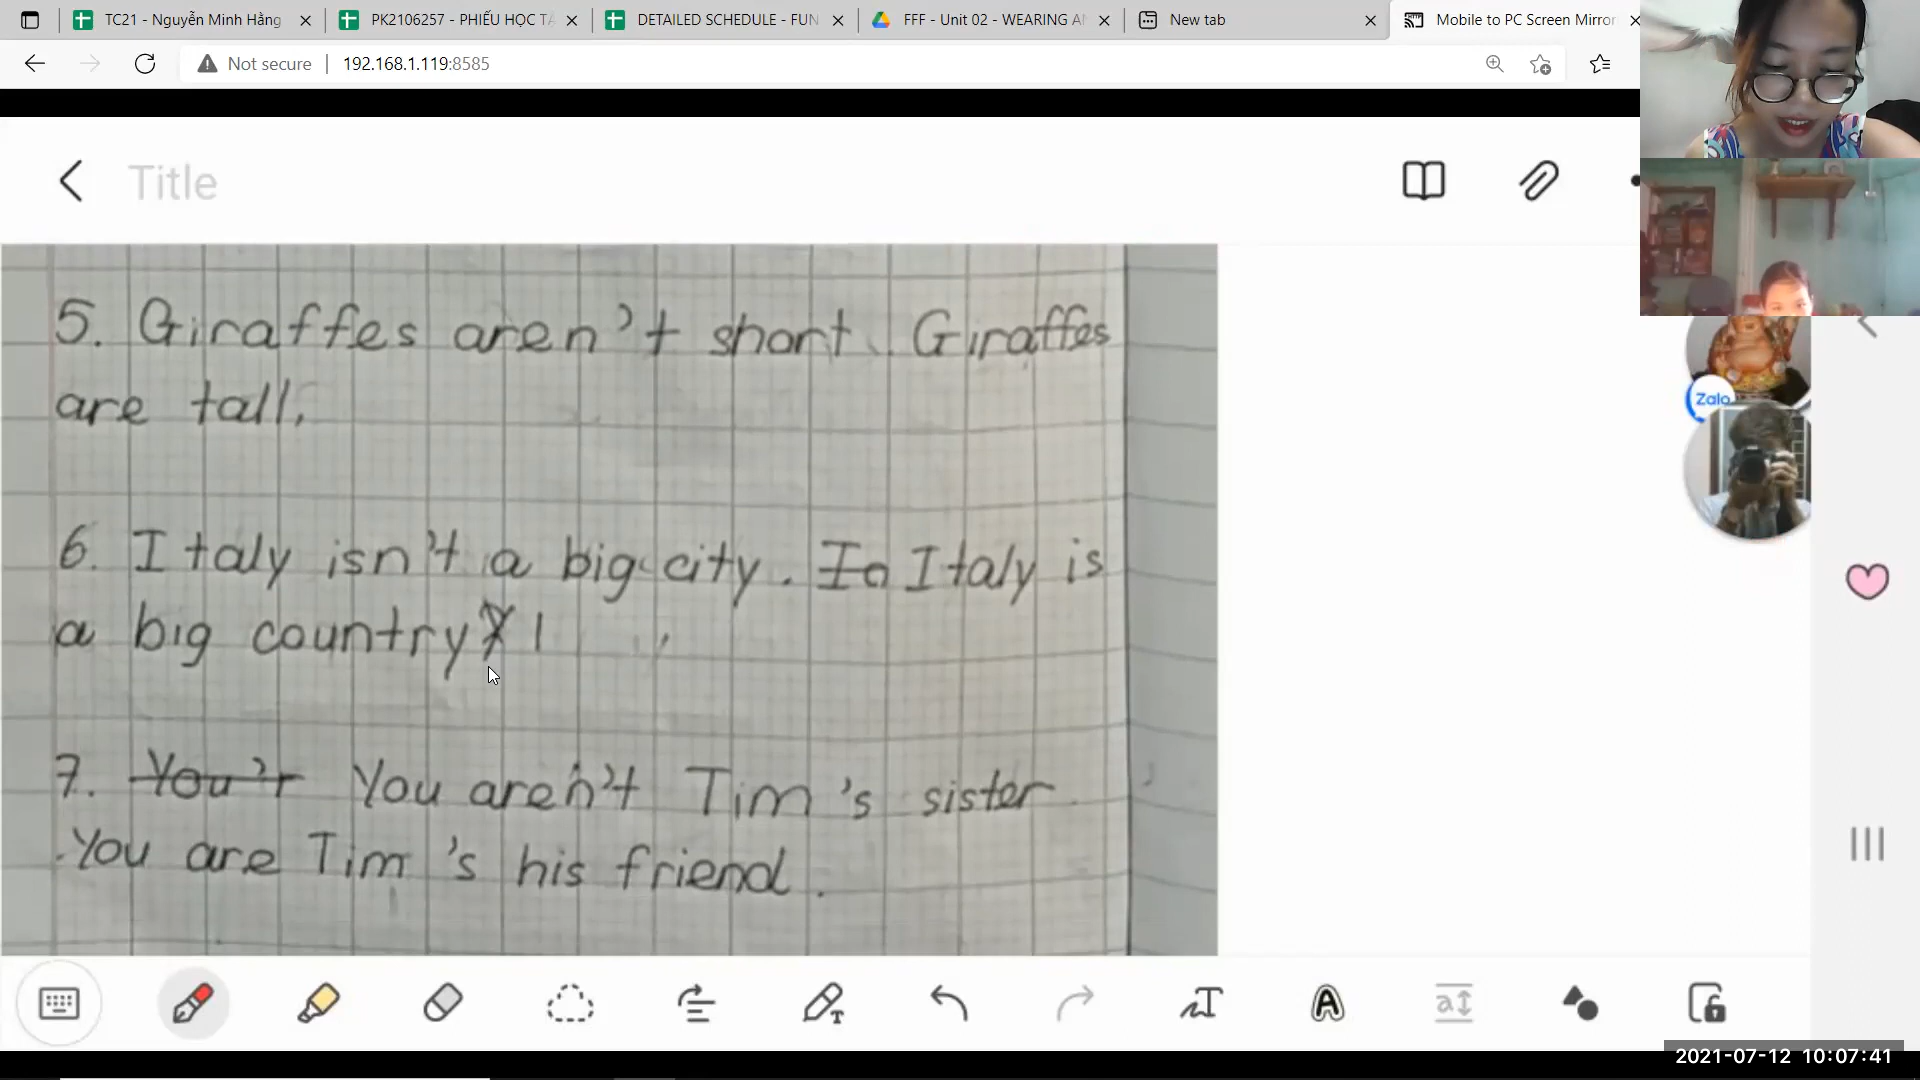 TC21 - Nguyễn Minh Hằng
PK2106257 - PHIẾU HỌC TẬ
DETAILED SCHEDULE - FUN
FFF - Unit 02 - WEARING AN
New tab
Mobile to PC Screen Mirror
Not secure
192.168.1.119:8585
Title
5. Giraffes aren't short. Giraffes
are tall.
6. Italy isn't a big city. Italy is
a big country
7. You'r You aren't Tim's sister
.You are Tim's his friend.
Zalo
2021-07-12 10:07:41